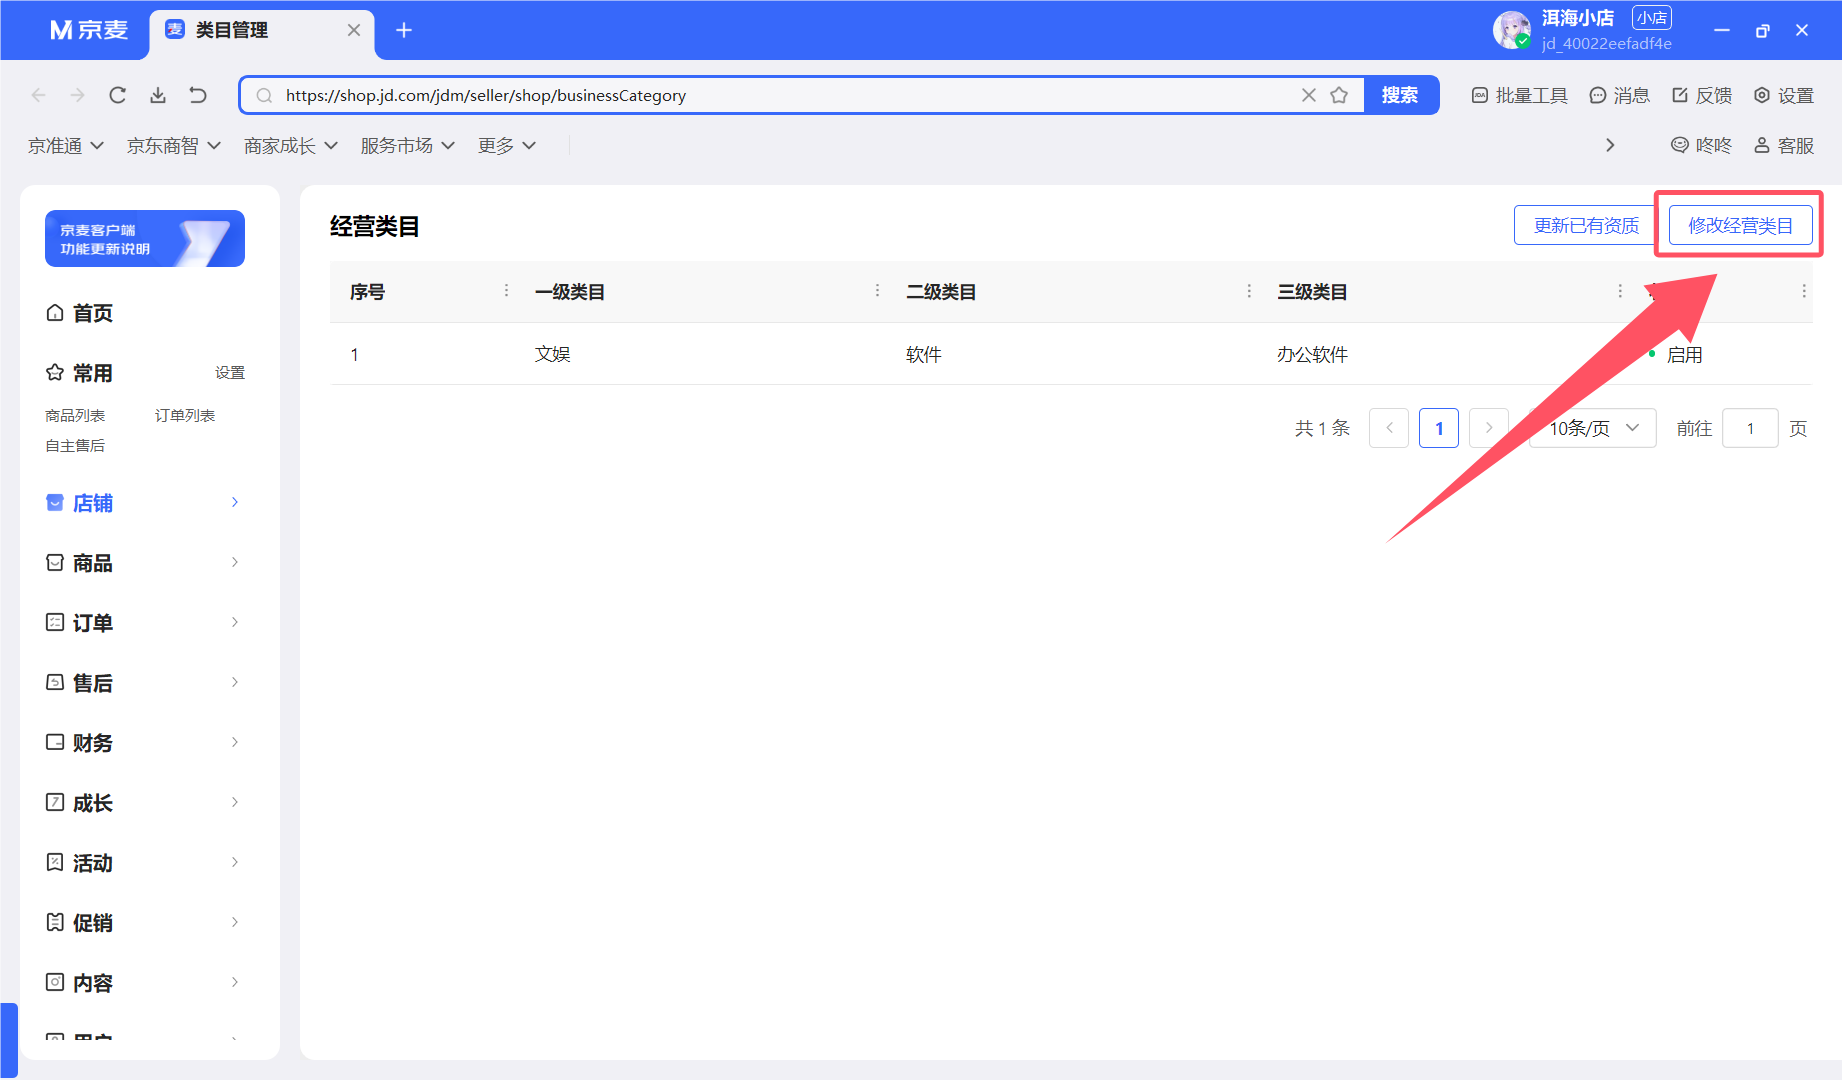 京麦
麦 类目管理
洱海小店 小店
jd_40022eefadf4e
https://shop.jd.com/jdm/seller/shop/businessCategory
搜索
批量工具 消息 反馈 设置
京准通 京东商智 商家成长 服务市场 更多
咚咚 客服
京麦客户端
功能更新说明
首页
常用 设置
商品列表 订单列表
自主售后
店铺
商品
订单
售后
财务
成长
活动
促销
内容
经营类目
更新已有资质 修改经营类目
序号 一级类目 二级类目 三级类目
1 文娱 软件 办公软件 启用
共 1 条 1 10条/页 前往 1 页